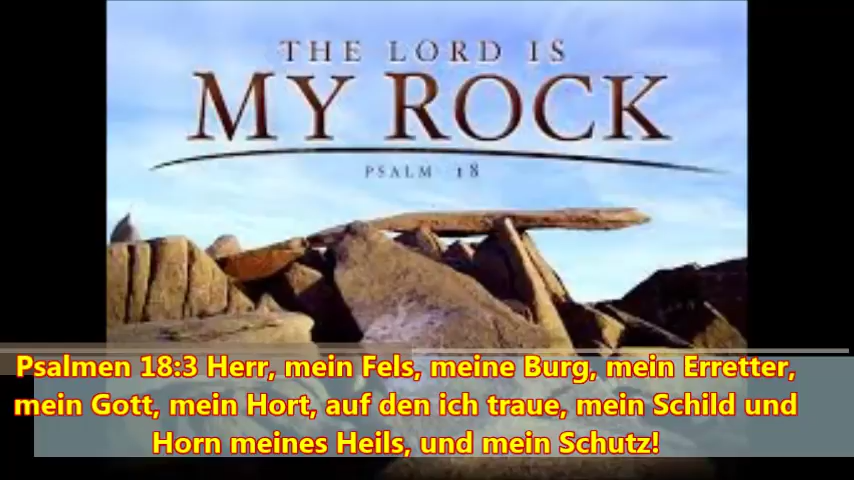 THE LORD IS
MY ROCK
PSALM 18
Psalmen 18:3 Herr, mein Fels, meine Burg, mein Erretter,
mein Gott, mein Hort, auf den ich traue, mein Schild und
Horn meines Heils, und mein Schutz!